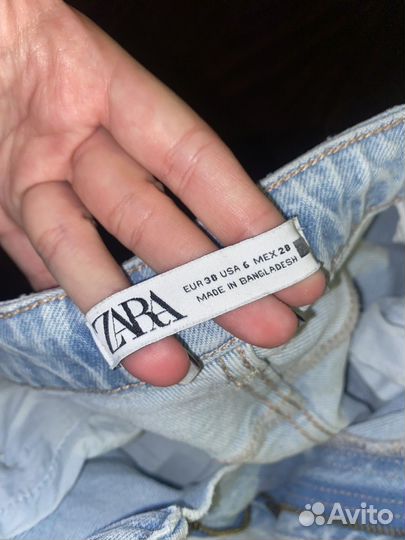 ZARA
EUR 38 USA 6 MEX 28
MADE IN BANGLADESH
Avito